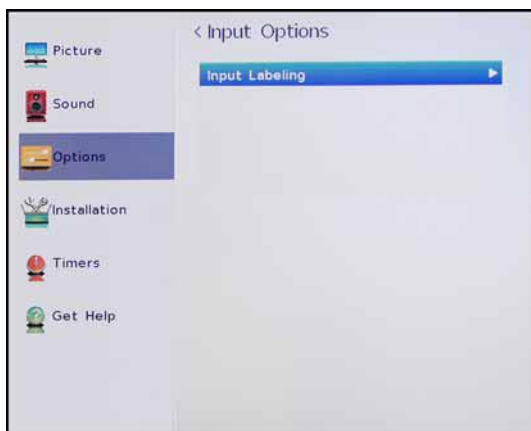 < Input Options
Input Labeling
Picture
Sound
Options
Installation
Timers
Get Help